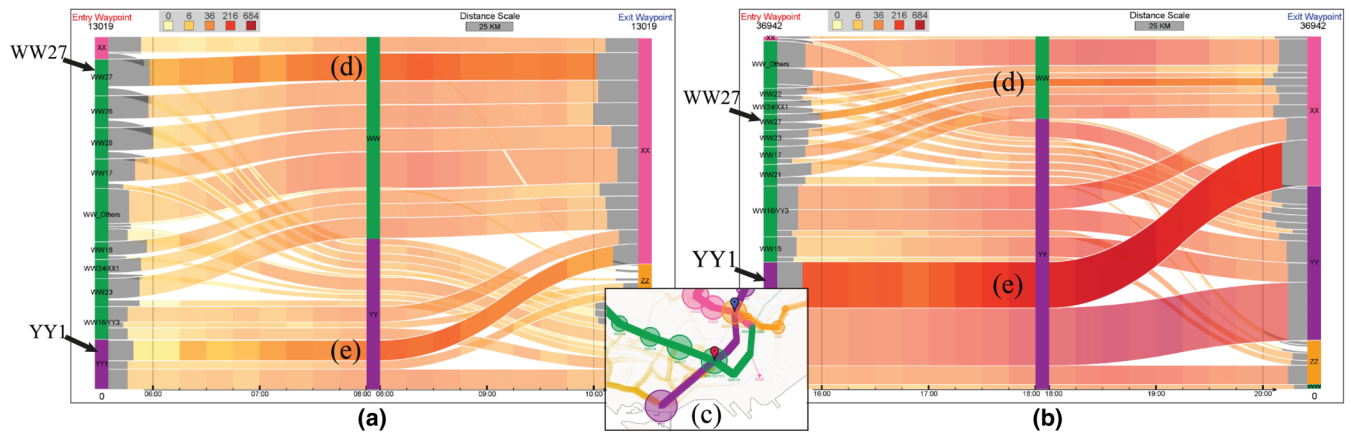 Entry Waypoint
13019
0 6 36 216 684
Distance Scale
25 KM
Exit Waypoint
13019
WW27
YY1
XX
WW27
WW26
WW28
WW17
WW_Others
WW18
WW24/XX1
WW23
WW16/YY3
YY1
0
(d)
WW
YY
(e)
XX
ZZ
06:00 07:00 08:00 08:00 09:00 10:00
(a)
(c)
Entry Waypoint
36942
0 6 36 216 684
Distance Scale
25 KM
Exit Waypoint
36942
WW27
YY1
XX
WW_Others
WW22
WW24/XX1
WW27
WW23
WW17
WW21
WW16/YY3
WW15
(d)
WW
YY
(e)
XX
YY
ZZ
WW
0
16:00 17:00 18:00 18:00 19:00 20:00
(b)